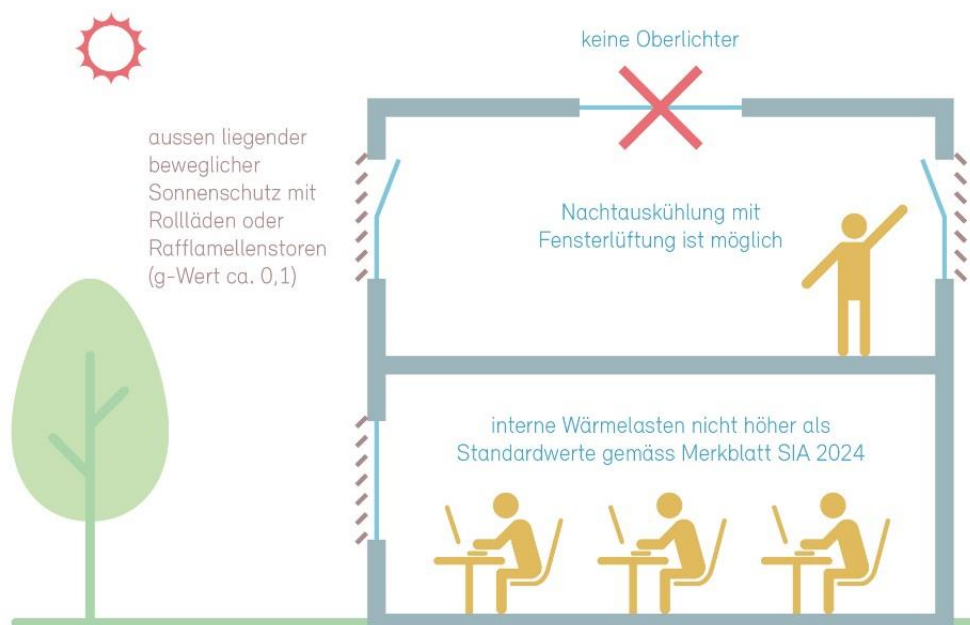 keine Oberlichter
aussen liegender
beweglicher
Sonnenschutz mit
Rollläden oder
Rafflamellenstoren
(g-Wert ca. 0,1)
Nachtauskühlung mit
Fensterlüftung ist möglich
interne Wärmelasten nicht höher als
Standardwerte gemäss Merkblatt SIA 2024